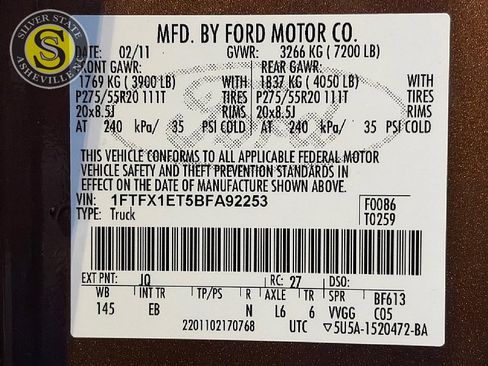 SILVER STATE
S
ASHEVILLE, NC
MFD. BY FORD MOTOR CO.
DATE: 02/11 GVWR: 3266 KG ( 7200 LB)
FRONT GAWR: REAR GAWR:
1769 KG ( 3900 LB) WITH 1837 KG ( 4050 LB) WITH
P275/55R20 111T TIRES P275/55R20 111T TIRES
20x8.5J RIMS 20x8.5J RIMS
AT 240 kPa/ 35 PSI COLD AT 240 kPa/ 35 PSI COLD
Ford
THIS VEHICLE CONFORMS TO ALL APPLICABLE FEDERAL MOTOR
VEHICLE SAFETY AND THEFT PREVENTION STANDARDS IN
EFFECT ON THE DATE OF MANUFACTURE SHOWN ABOVE.
VIN: 1FTFX1ET5BFA92253 F0086
TYPE: Truck T0259
EXT PNT: JQ RC: 27 DSO:
WB INT TR TP/PS R AXLE TR SPR BF613
145 EB N L6 6 VVGG C05
2201102170768 UTC ▽5U5A-1520472-BA